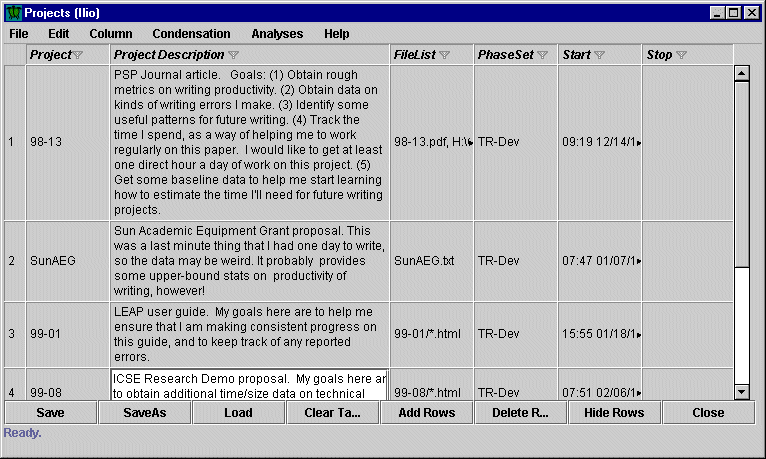 Projects (Ilio)
File Edit Column Condensation Analyses Help
Project Project Description FileList PhaseSet Start Stop
PSP Journal article. Goals: (1) Obtain rough
metrics on writing productivity. (2) Obtain data on
kinds of writing errors I make. (3) Identify some
useful patterns for future writing. (4) Track the
time I spend, as a way of helping me to work
1 98-13 regularly on this paper. I would like to get at least 98-13.pdf, H:\ TR-Dev 09:19 12/14/1
one direct hour a day of work on this project. (5)
Get some baseline data to help me start learning
how to estimate the time I'll need for future writing
projects.
Sun Academic Equipment Grant proposal. This
was a last minute thing that I had one day to write,
2 SunAEG so the data may be weird. It probably provides SunAEG.txt TR-Dev 07:47 01/07/1
some upper-bound stats on productivity of
writing, however!
LEAP user guide. My goals here are to help me
ensure that I am making consistent progress on
3 99-01 this guide, and to keep track of any reported 99-01/*.html TR-Dev 15:55 01/18/1
errors.
ICSE Research Demo proposal. My goals here ar
4 99-08 to obtain additional time/size data on technical 99-08/*.html TR-Dev 07:51 02/06/1
Save SaveAs Load Clear Ta... Add Rows Delete R... Hide Rows Close
Ready.